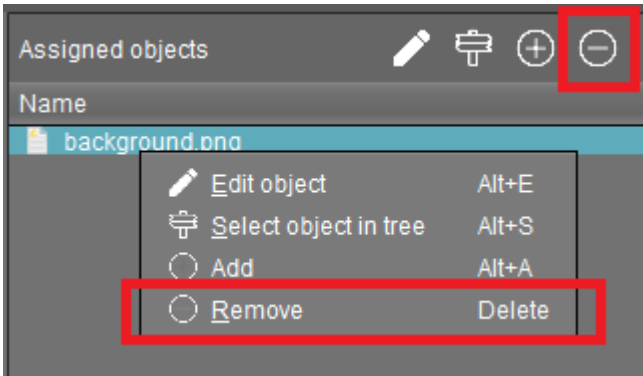 Assigned objects
Name
background.png
Edit object Alt+E
Select object in tree Alt+S
Add Alt+A
Remove Delete